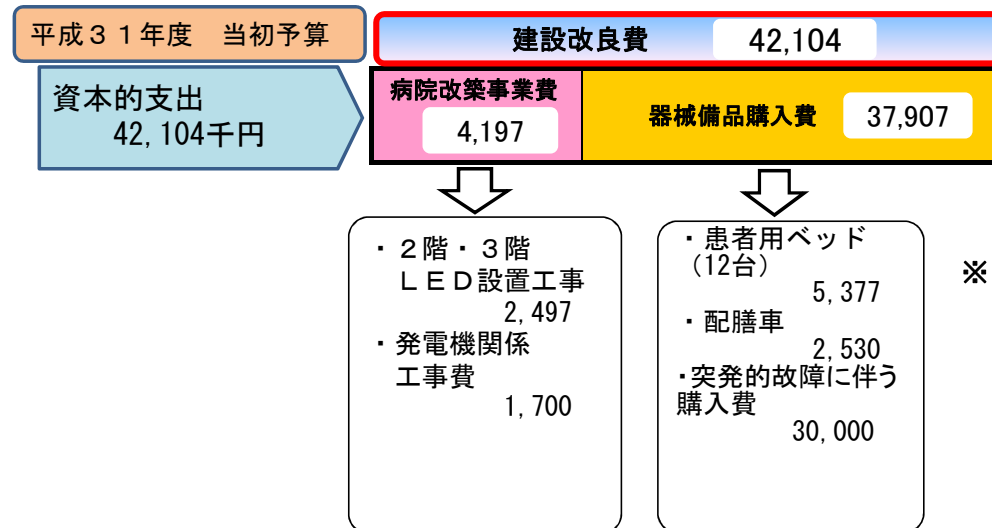 平成３１年度　当初予算
建設改良費 42,104
資本的支出
42,104千円
病院改築事業費
4,197
器械備品購入費 37,907
・２階・３階
ＬＥＤ設置工事
2,497
・発電機関係
工事費
1,700
・患者用ベッド
(12台)
5,377
・配膳車
2,530
・突発的故障に伴う
購入費
30,000
※